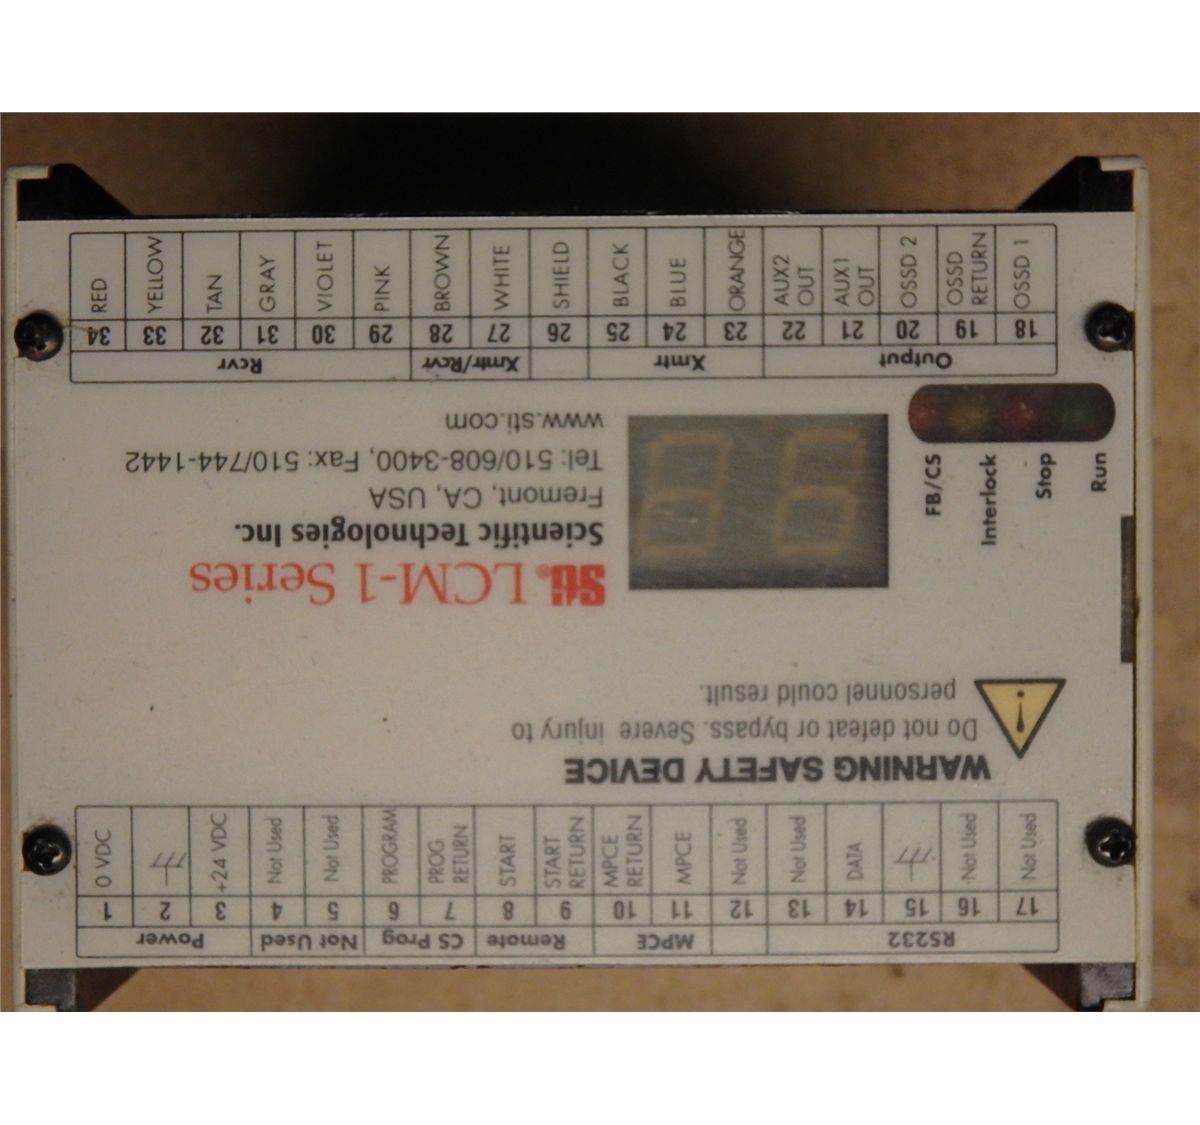 RS232 MPCE Remote CS Prog Not Used Power
17 16 15 14 13 12 11 10 9 8 7 6 5 4 3 2 1
Not Used
Not Used
DATA
Not Used
Not Used
MPCE
MPCE
RETURN
START
RETURN
START
PROG
RETURN
PROGRAM
Not Used
Not Used
+24 VDC
0 VDC
WARNING SAFETY DEVICE
Do not defeat or bypass. Severe injury to
personnel could result.
STI. LCM-1 Series
Scientific Technologies Inc.
Fremont, CA, USA
Tel: 510/608-3400, Fax: 510/744-1442
www.sti.com
Run
Stop
Interlock
FB/CS
Output Xmtr Xmtr/Rcvr Rcvr
18 19 20 21 22 23 24 25 26 27 28 29 30 31 32 33 34
OSSD 1
OSSD
RETURN
OSSD 2
AUX1
OUT
AUX2
OUT
ORANGE
BLUE
BLACK
SHIELD
WHITE
BROWN
PINK
VIOLET
GRAY
TAN
YELLOW
RED